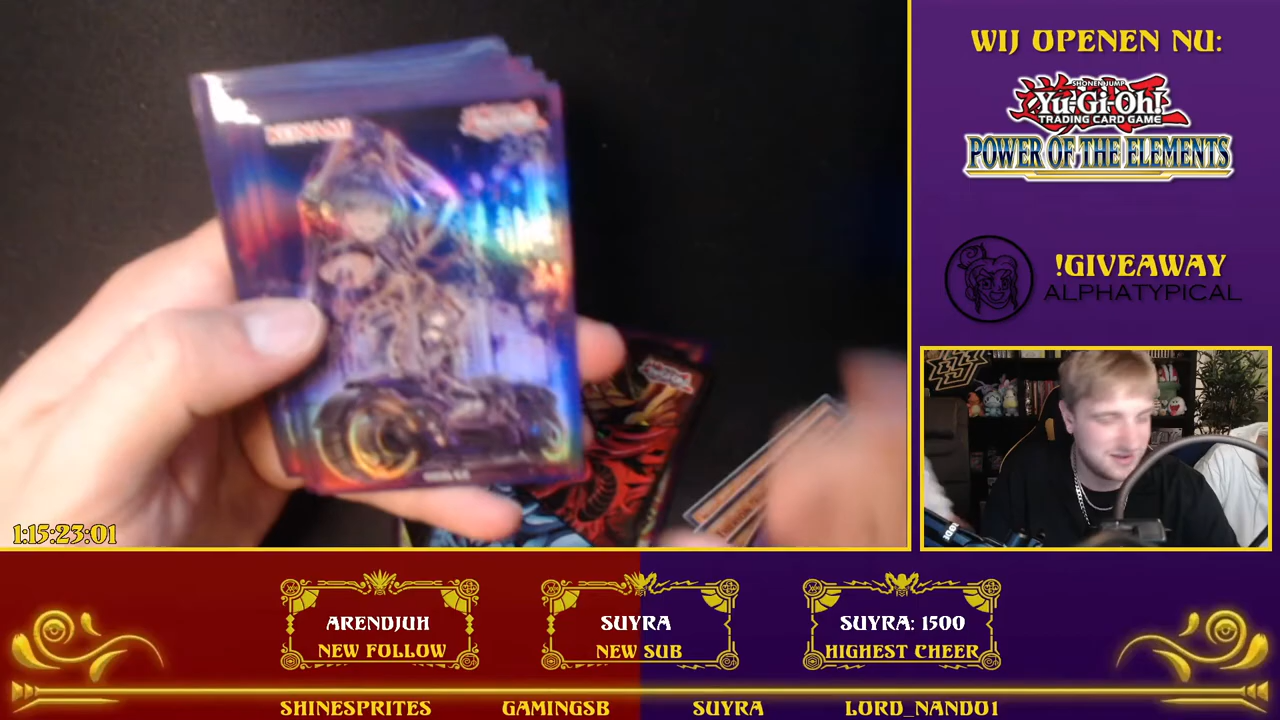 WIJ OPENEN NU:
SHONEN JUMP
Yu-Gi-Oh!
TRADING CARD GAME
POWER OF THE ELEMENTS
!GIVEAWAY
ALPHATYPICAL
KONAMI
1:15:23:01
ARENDJUH
NEW FOLLOW
SUYRA
NEW SUB
SUYRA: 1500
HIGHEST CHEER
SHINESPRITES GAMINGSB SUYRA LORD_NANDO1